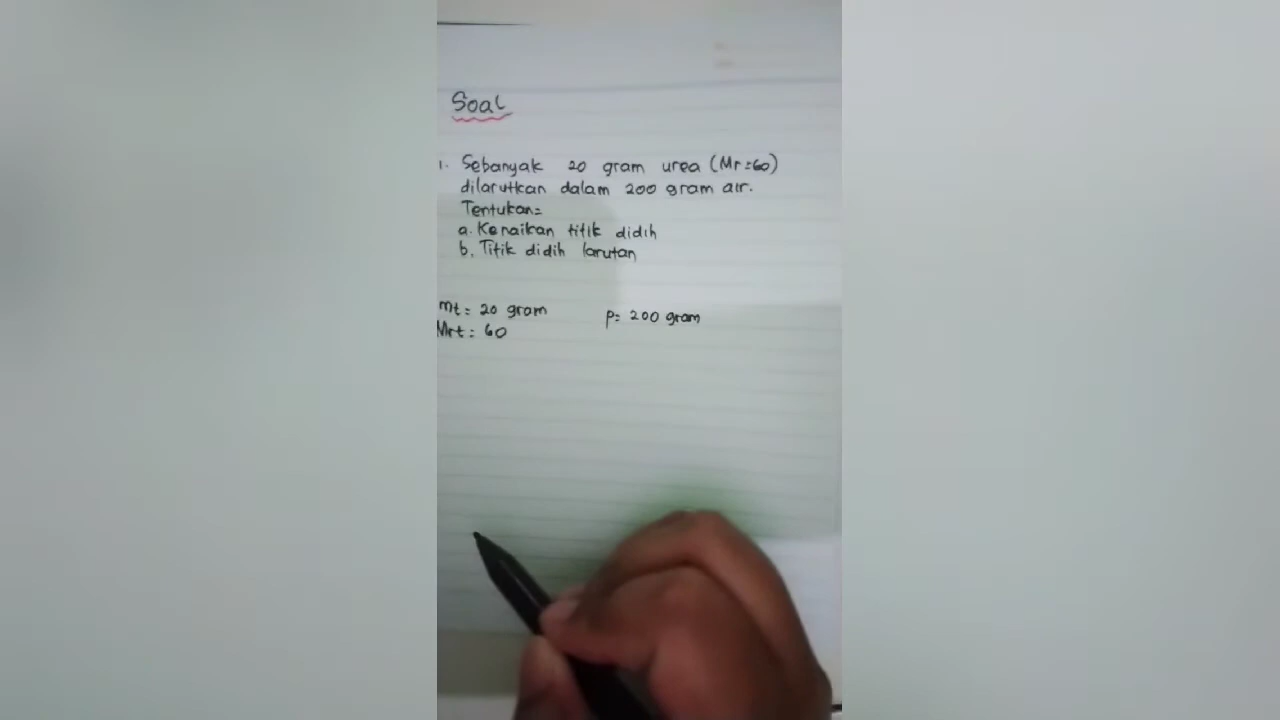 Soal
1. Sebanyak 20 gram urea (Mr=60)
dilarutkan dalam 200 gram air.
Tentukan=
a. Kenaikan titik didih
b. Titik didih larutan
mt = 20 gram
p= 200 gram
Mrt = 60